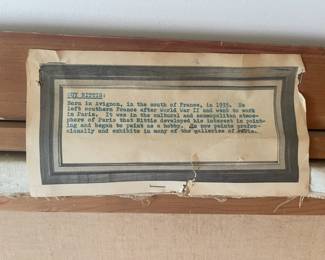 GUY RITTIE:
Born in Avignon, in the south of France, in 1925. He
left southern France after World War II and went to work
in Paris. It was in the cultural and cosmopolitan atmos-
phere of Paris that Rittie developed his interest in paint-
ing and began to paint as a hobby. He now paints profes-
sionally and exhibits in many of the galleries of Paris.